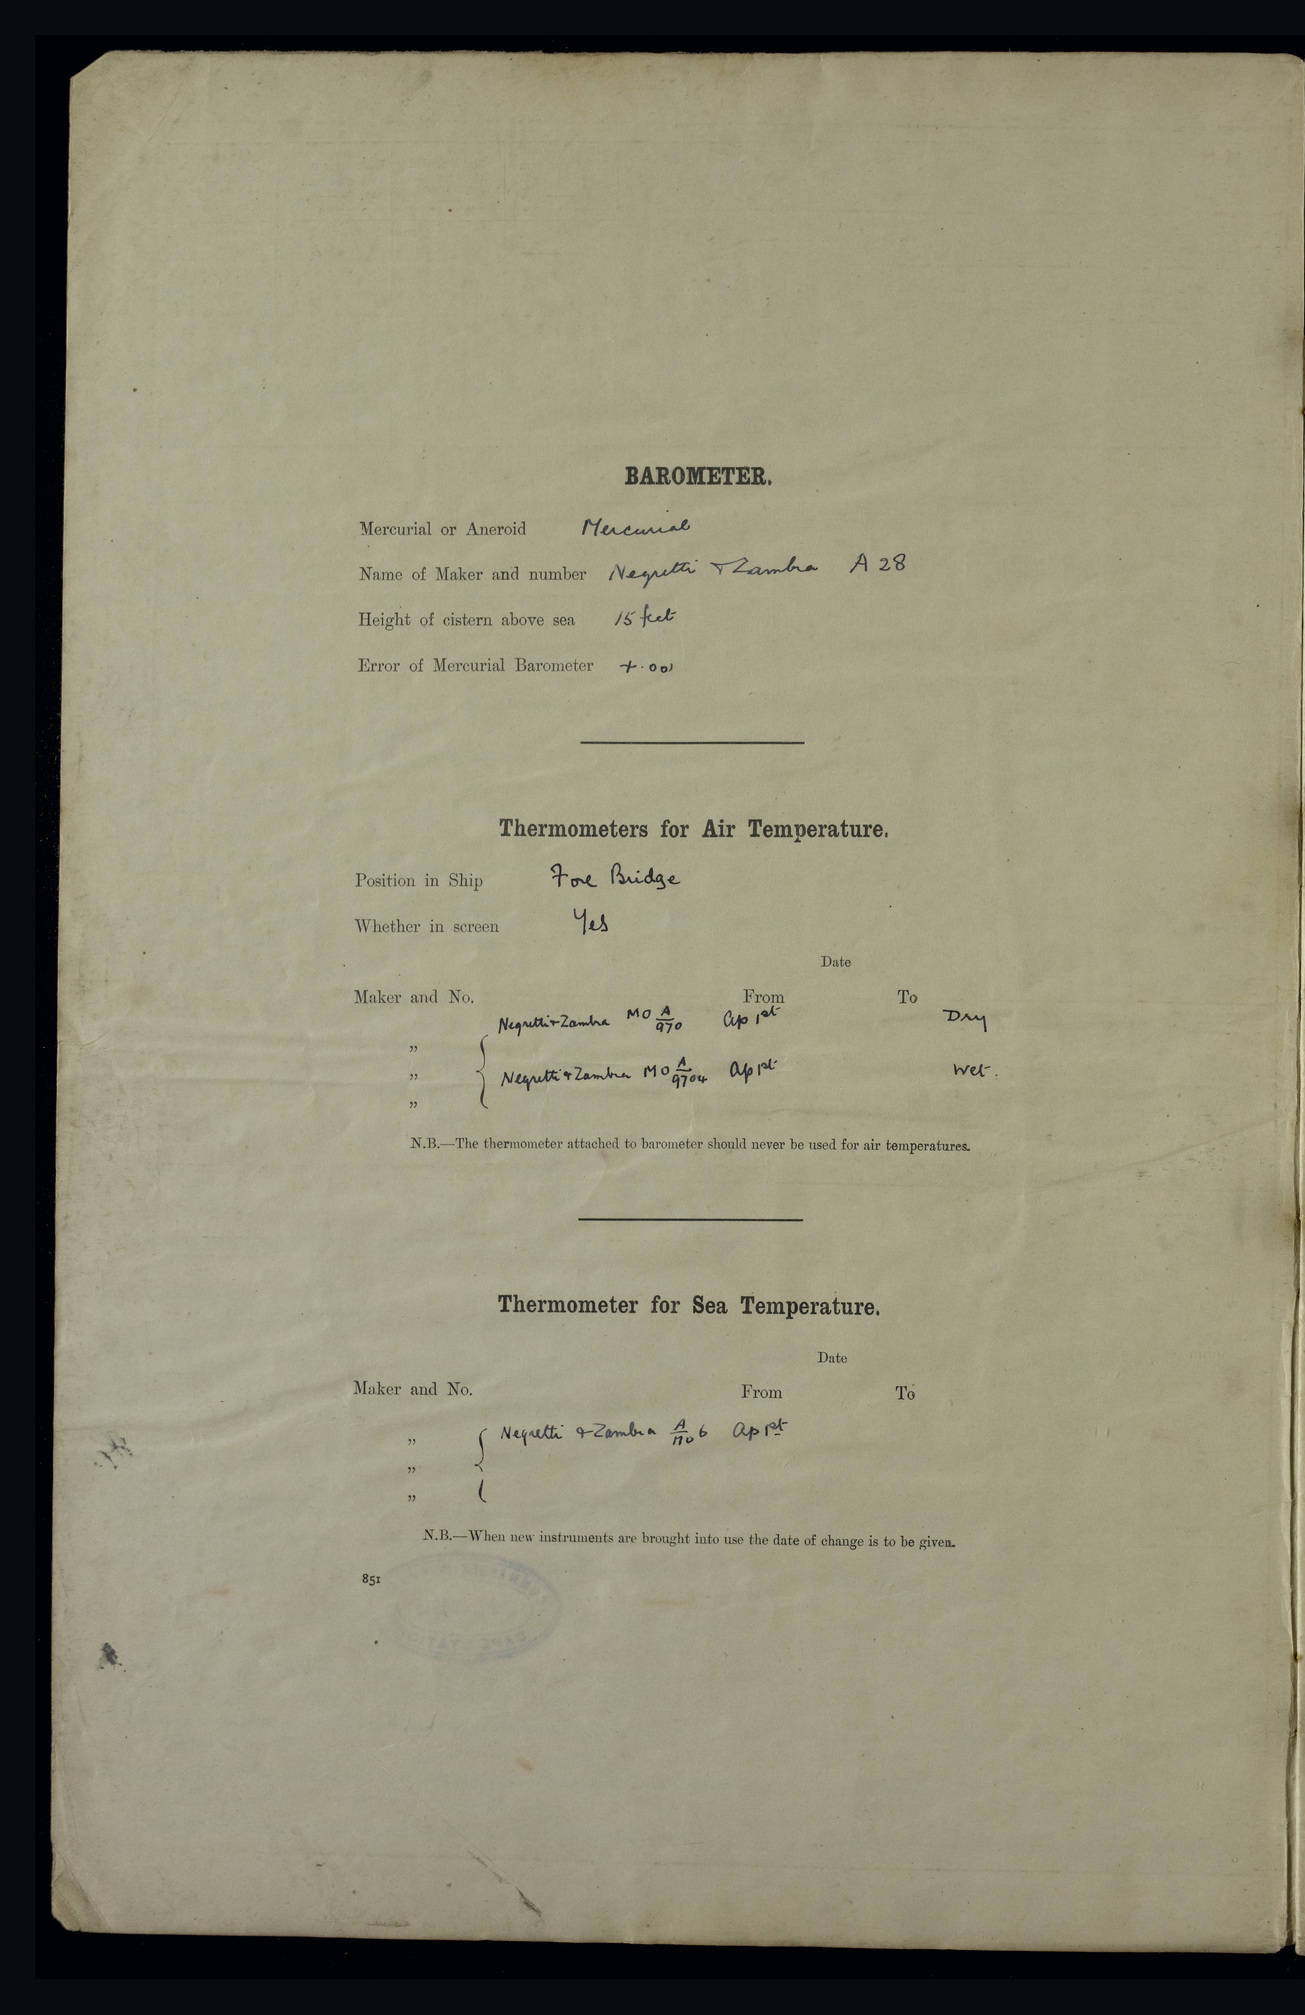 BAROMETER.
Mercurial or Aneroid Mercurial
Name of Maker and number Negretti & Zambra A 28
Height of cistern above sea 15 feet
Error of Mercurial Barometer +.001
Thermometers for Air Temperature.
Position in Ship Fore Bridge
Whether in screen Yes
Date
Maker and No. From To
Negretti & Zambra MO A/970 Ap 1st Dry
"
" Negretti & Zambra MO A/9704 Ap 1st Wet.
"
N.B.—The thermometer attached to barometer should never be used for air temperatures.
Thermometer for Sea Temperature.
Date
Maker and No. From To
" Negretti & Zambra Ap 1st
"
"
N.B.—When new instruments are brought into use the date of change is to be given.
851